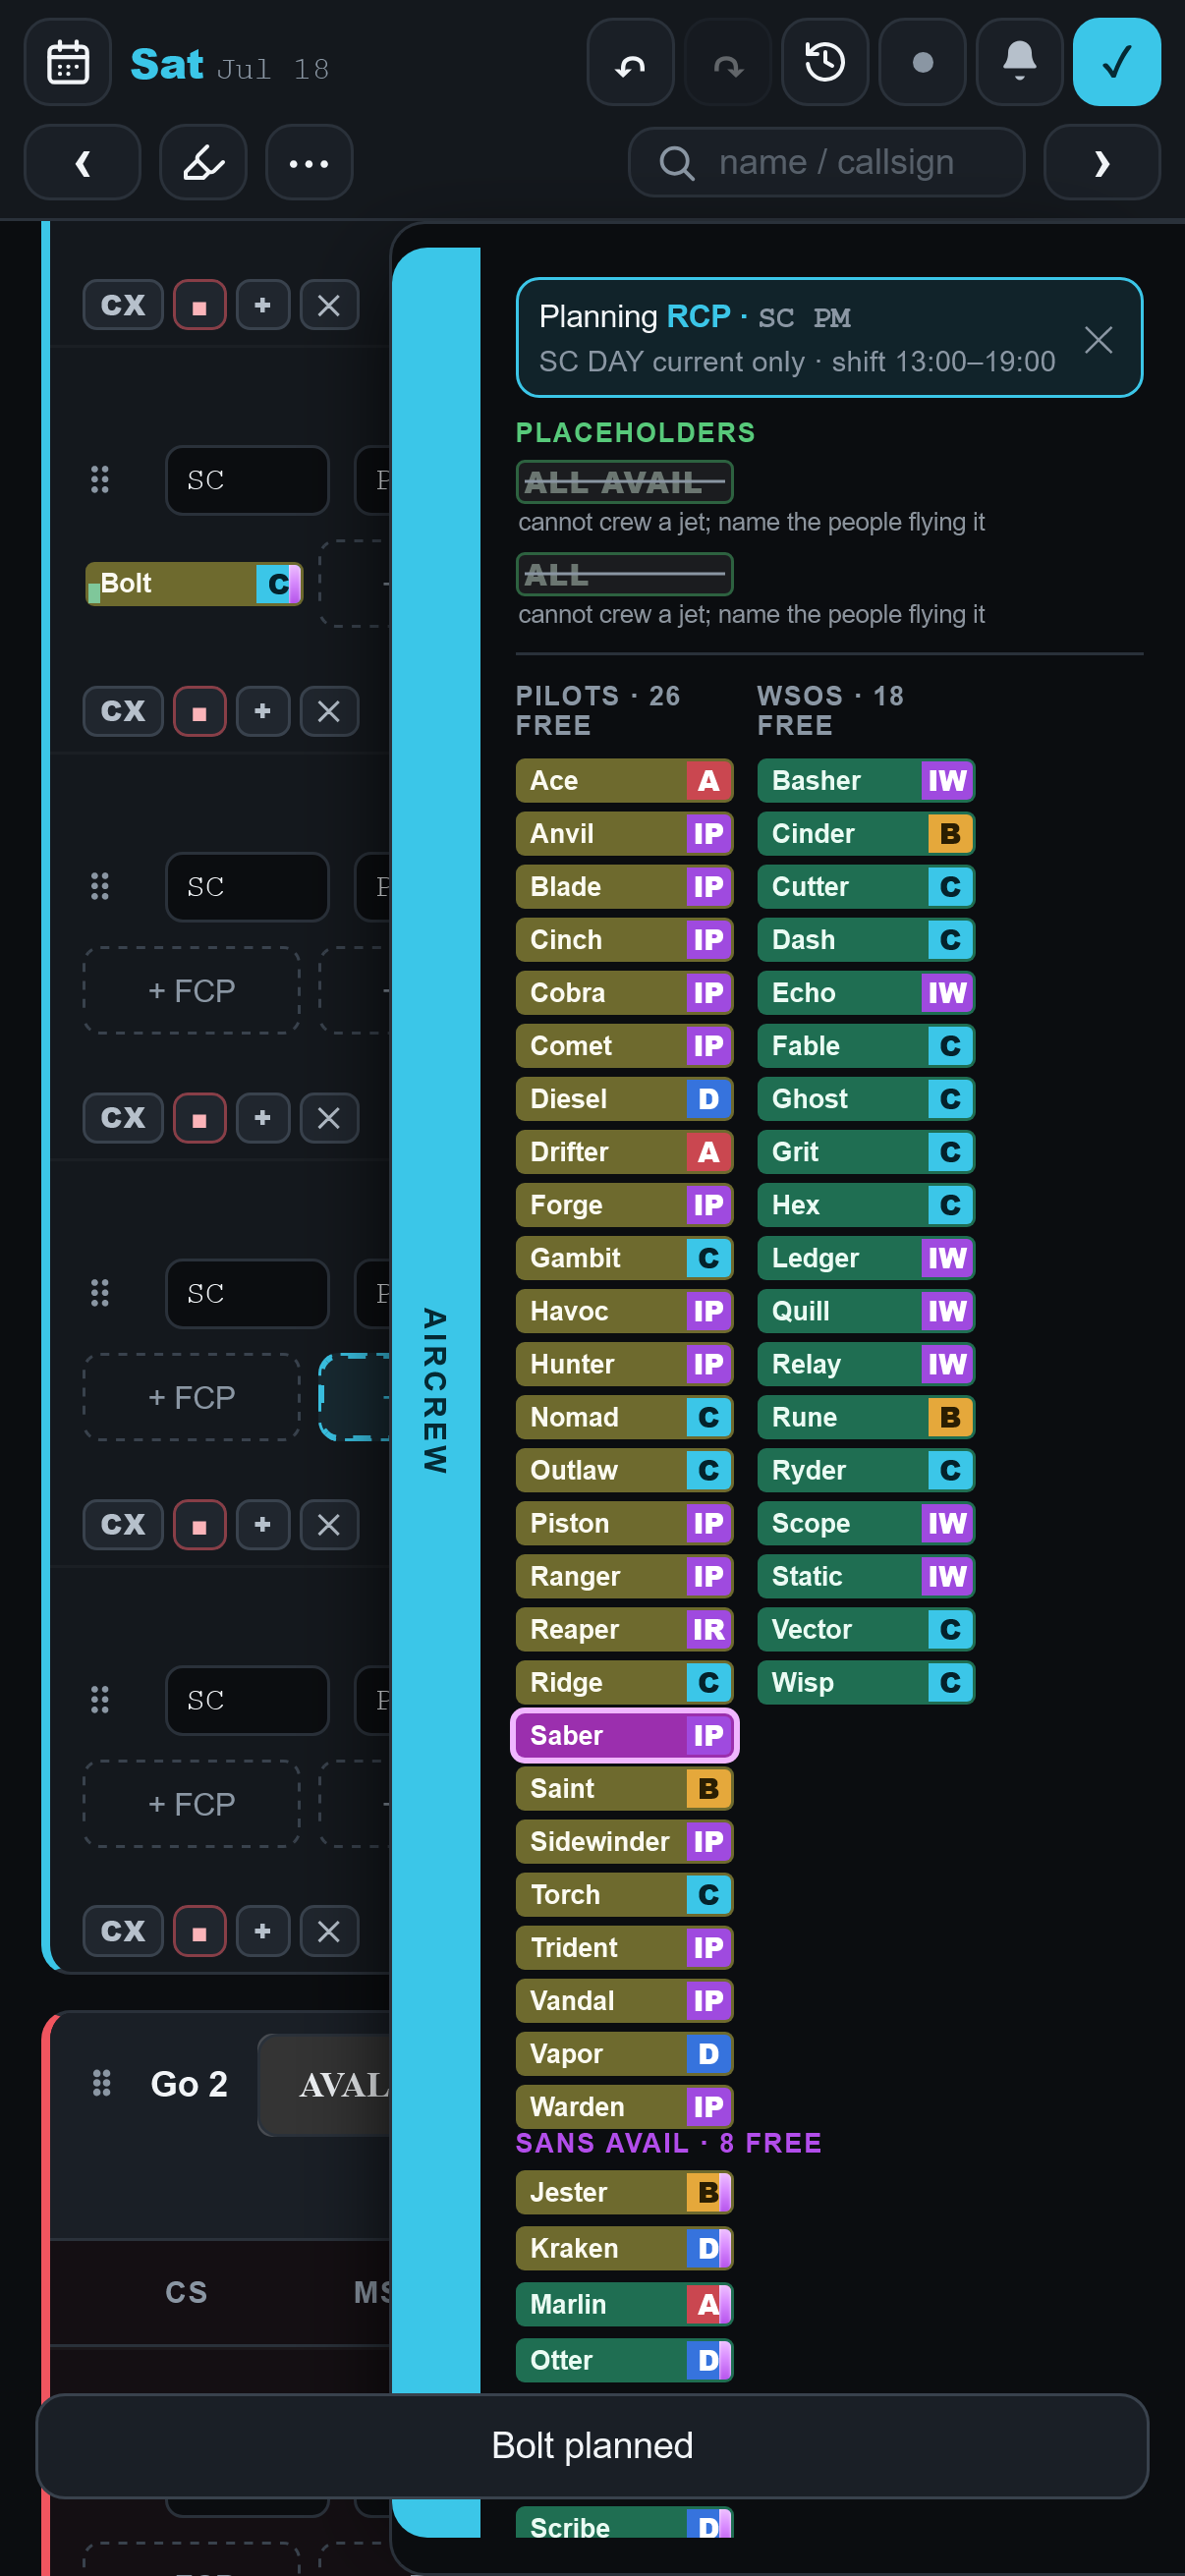 Sat Jul 18
name / callsign
CX
SC
Bolt C
CX
SC
+ FCP
CX
SC
+ FCP
CX
SC
+ FCP
CX
Go 2
CS
AIRCREW
Planning RCP · SC PM
SC DAY current only · shift 13:00–19:00
PLACEHOLDERS
ALL AVAIL
cannot crew a jet; name the people flying it
ALL
cannot crew a jet; name the people flying it
PILOTS · 26 FREE
Ace A
Anvil IP
Blade IP
Cinch IP
Cobra IP
Comet IP
Diesel D
Drifter A
Forge IP
Gambit C
Havoc IP
Hunter IP
Nomad C
Outlaw C
Piston IP
Ranger IP
Reaper IR
Ridge C
Saber IP
Saint B
Sidewinder IP
Torch C
Trident IP
Vandal IP
Vapor D
Warden IP
WSOS · 18 FREE
Basher IW
Cinder B
Cutter C
Dash C
Echo IW
Fable C
Ghost C
Grit C
Hex C
Ledger IW
Quill IW
Relay IW
Rune B
Ryder C
Scope IW
Static IW
Vector C
Wisp C
SANS AVAIL · 8 FREE
Jester B
Kraken D
Marlin A
Otter D
Scribe D
Bolt planned